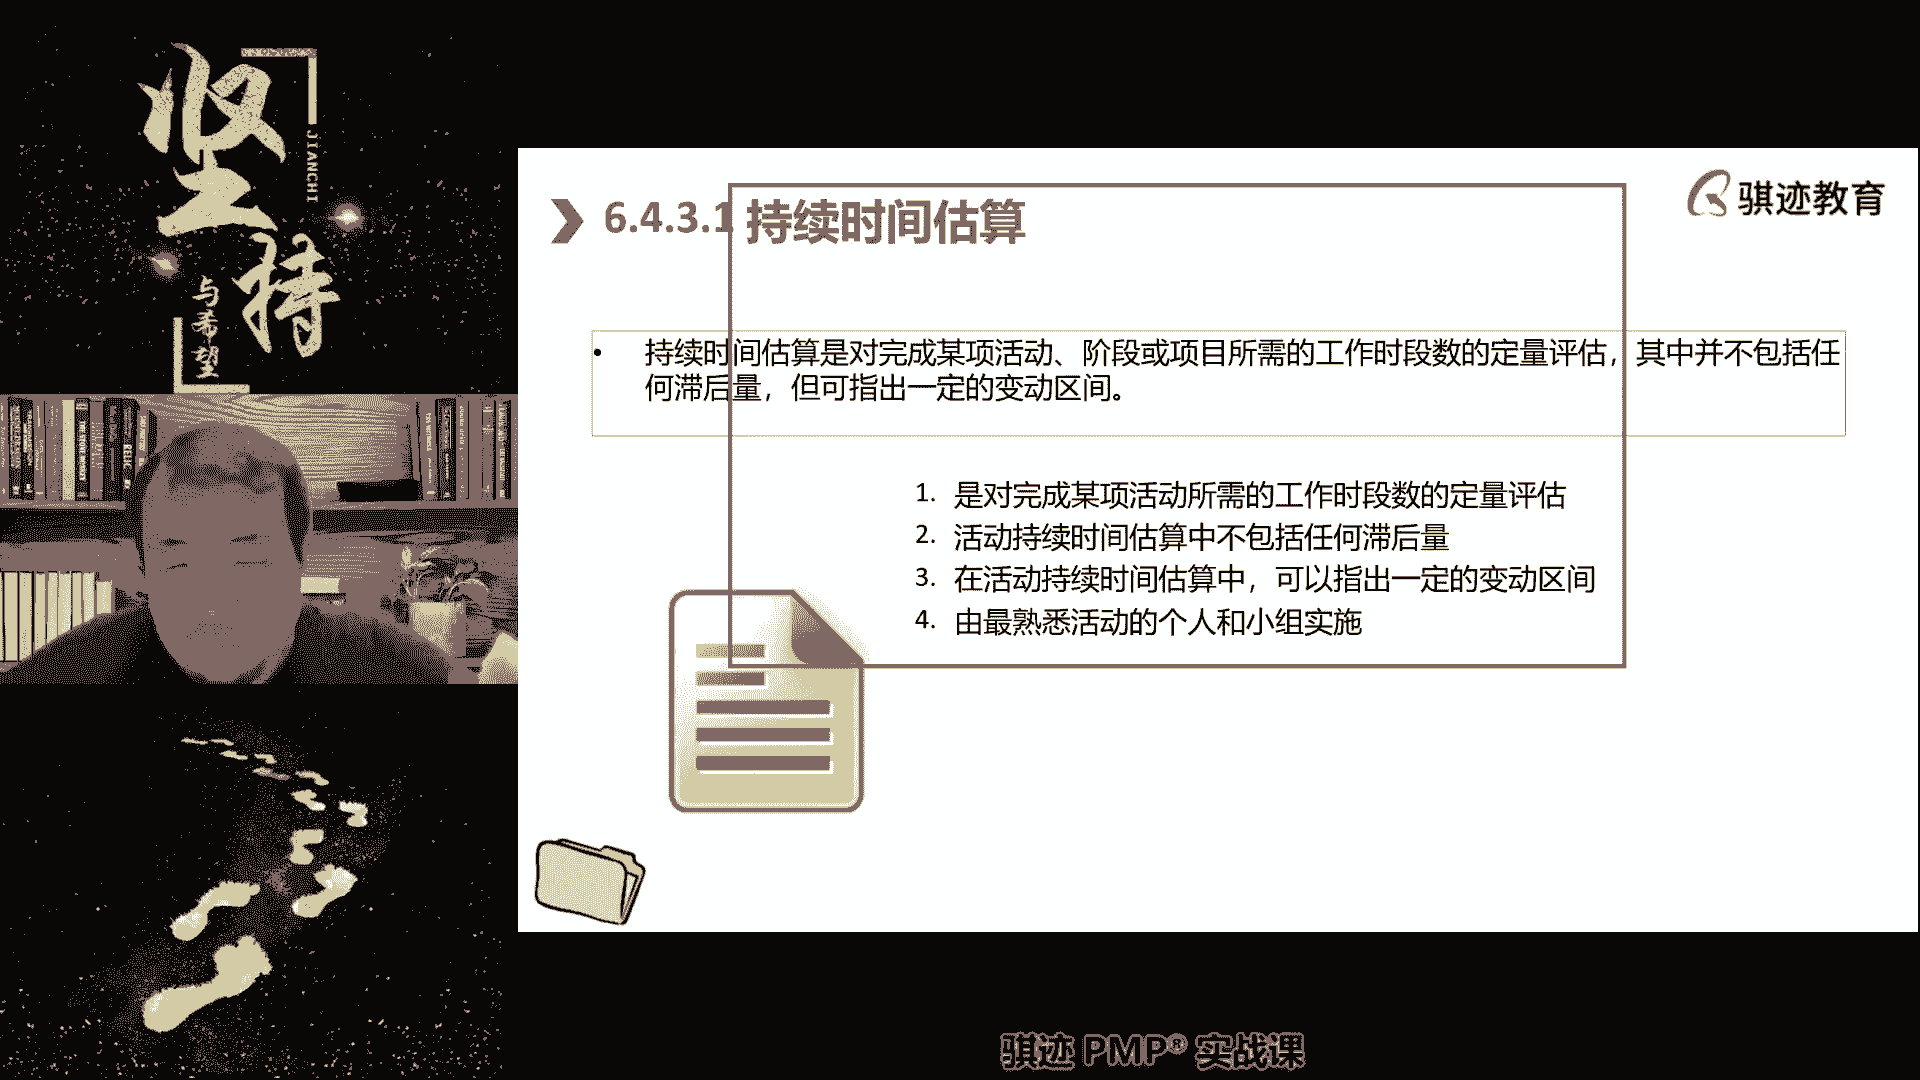 坚持
JIANCHI
与希望
骐迹教育
6.4.3.1 持续时间估算
• 持续时间估算是对完成某项活动、阶段或项目所需的工作时段数的定量评估，其中并不包括任
何滞后量，但可指出一定的变动区间。
1. 是对完成某项活动所需的工作时段数的定量评估
2. 活动持续时间估算中不包括任何滞后量
3. 在活动持续时间估算中，可以指出一定的变动区间
4. 由最熟悉活动的个人和小组实施
骐迹 PMP® 实战课